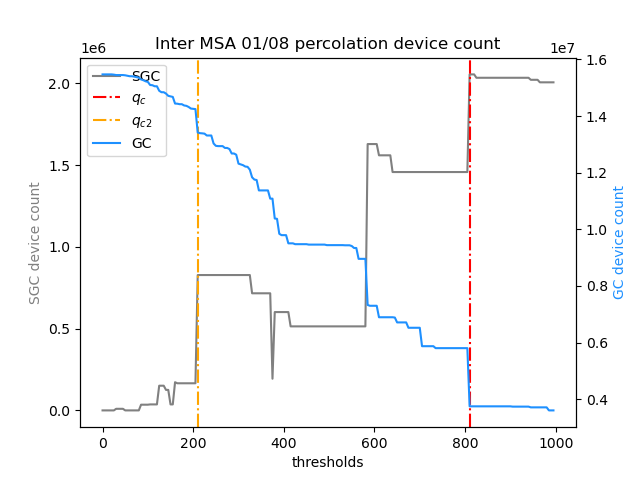 Inter MSA 01/08 percolation device count
1e6
1e7
SGC
q_c
q_c2
GC
2.0
1.5
1.0
0.5
0.0
SGC device count
1.6
1.4
1.2
1.0
0.8
0.6
0.4
GC device count
0 200 400 600 800 1000
thresholds